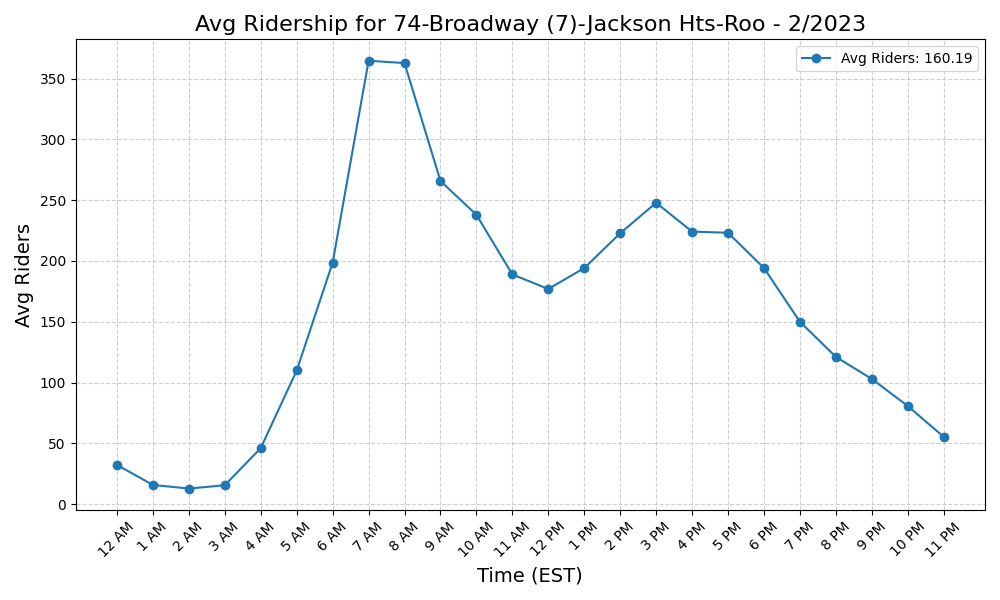 Avg Ridership for 74-Broadway (7)-Jackson Hts-Roo - 2/2023
Avg Riders: 160.19
Avg Riders
350
300
250
200
150
100
50
0
12 AM
1 AM
2 AM
3 AM
4 AM
5 AM
6 AM
7 AM
8 AM
9 AM
10 AM
11 AM
12 PM
1 PM
2 PM
3 PM
4 PM
5 PM
6 PM
7 PM
8 PM
9 PM
10 PM
11 PM
Time (EST)